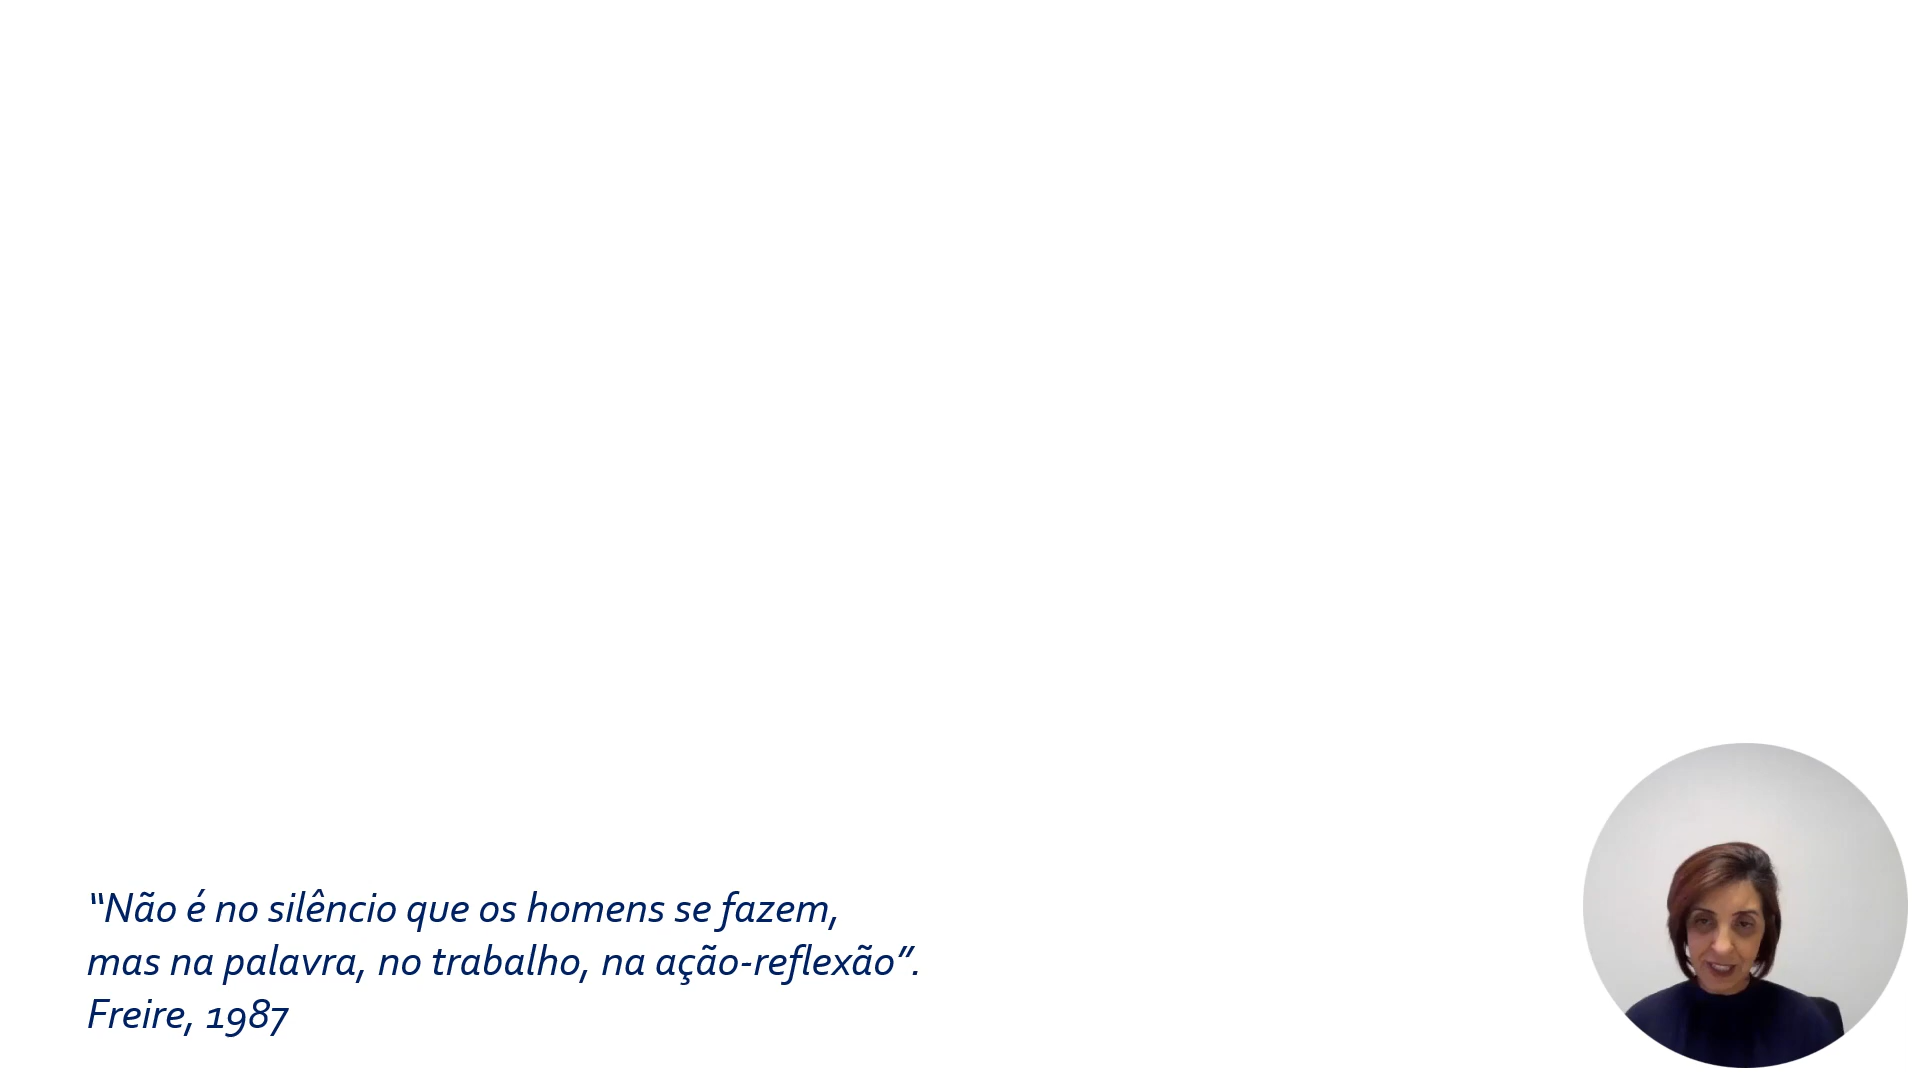 “Não é no silêncio que os homens se fazem,
mas na palavra, no trabalho, na ação-reflexão”.
Freire, 1987